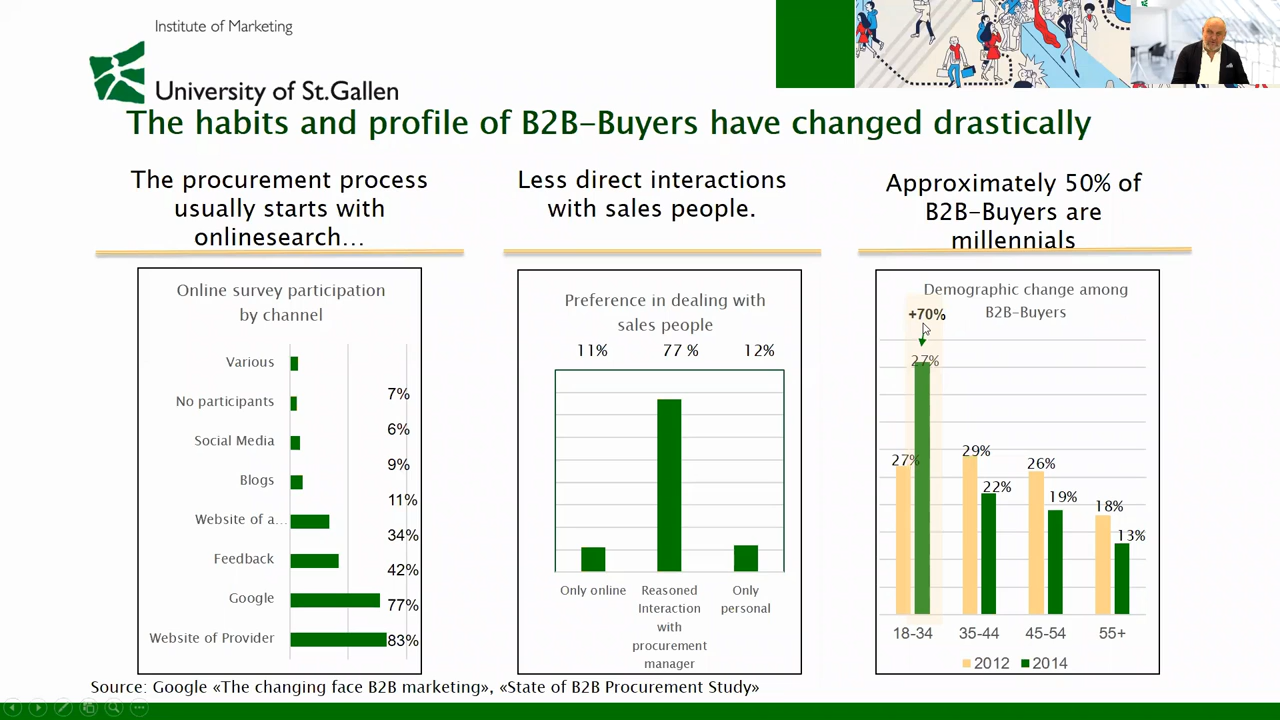 Institute of Marketing
University of St.Gallen
The habits and profile of B2B-Buyers have changed drastically
The procurement process
usually starts with
onlinesearch…
Online survey participation
by channel
Various
7%
No participants
6%
Social Media
9%
Blogs
11%
Website of a…
34%
Feedback
42%
Google
77%
Website of Provider
83%
Less direct interactions
with sales people.
Preference in dealing with
sales people
11% 77 % 12%
Only online
Reasoned
Interaction
with
procurement
manager
Only
personal
Approximately 50% of
B2B-Buyers are
millennials
Demographic change among
B2B-Buyers
+70%
27%
27%
29%
22%
26%
19%
18%
13%
18-34 35-44 45-54 55+
2012 2014
Source: Google «The changing face B2B marketing», «State of B2B Procurement Study»